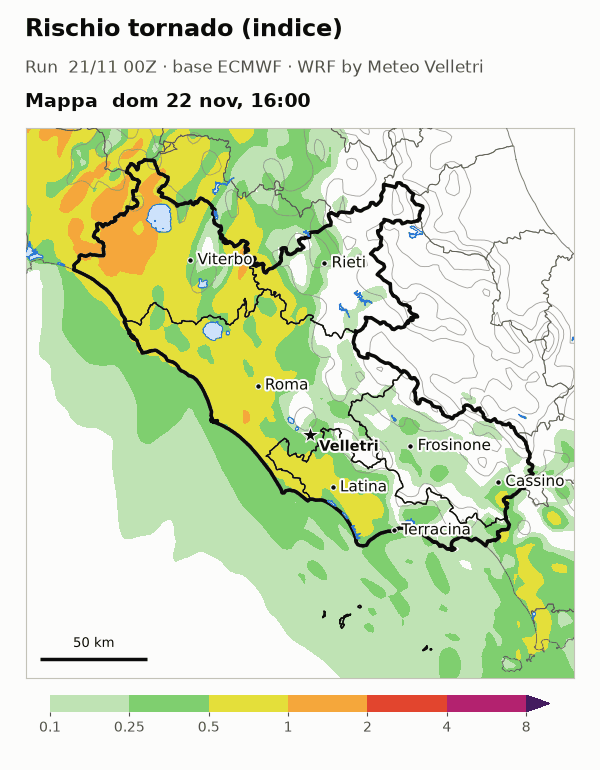 Rischio tornado (indice)
Run 21/11 00Z · base ECMWF · WRF by Meteo Velletri
Mappa dom 22 nov, 16:00
Viterbo
Rieti
Roma
Velletri
Frosinone
Cassino
Latina
Terracina
50 km
0.1 0.25 0.5 1 2 4 8